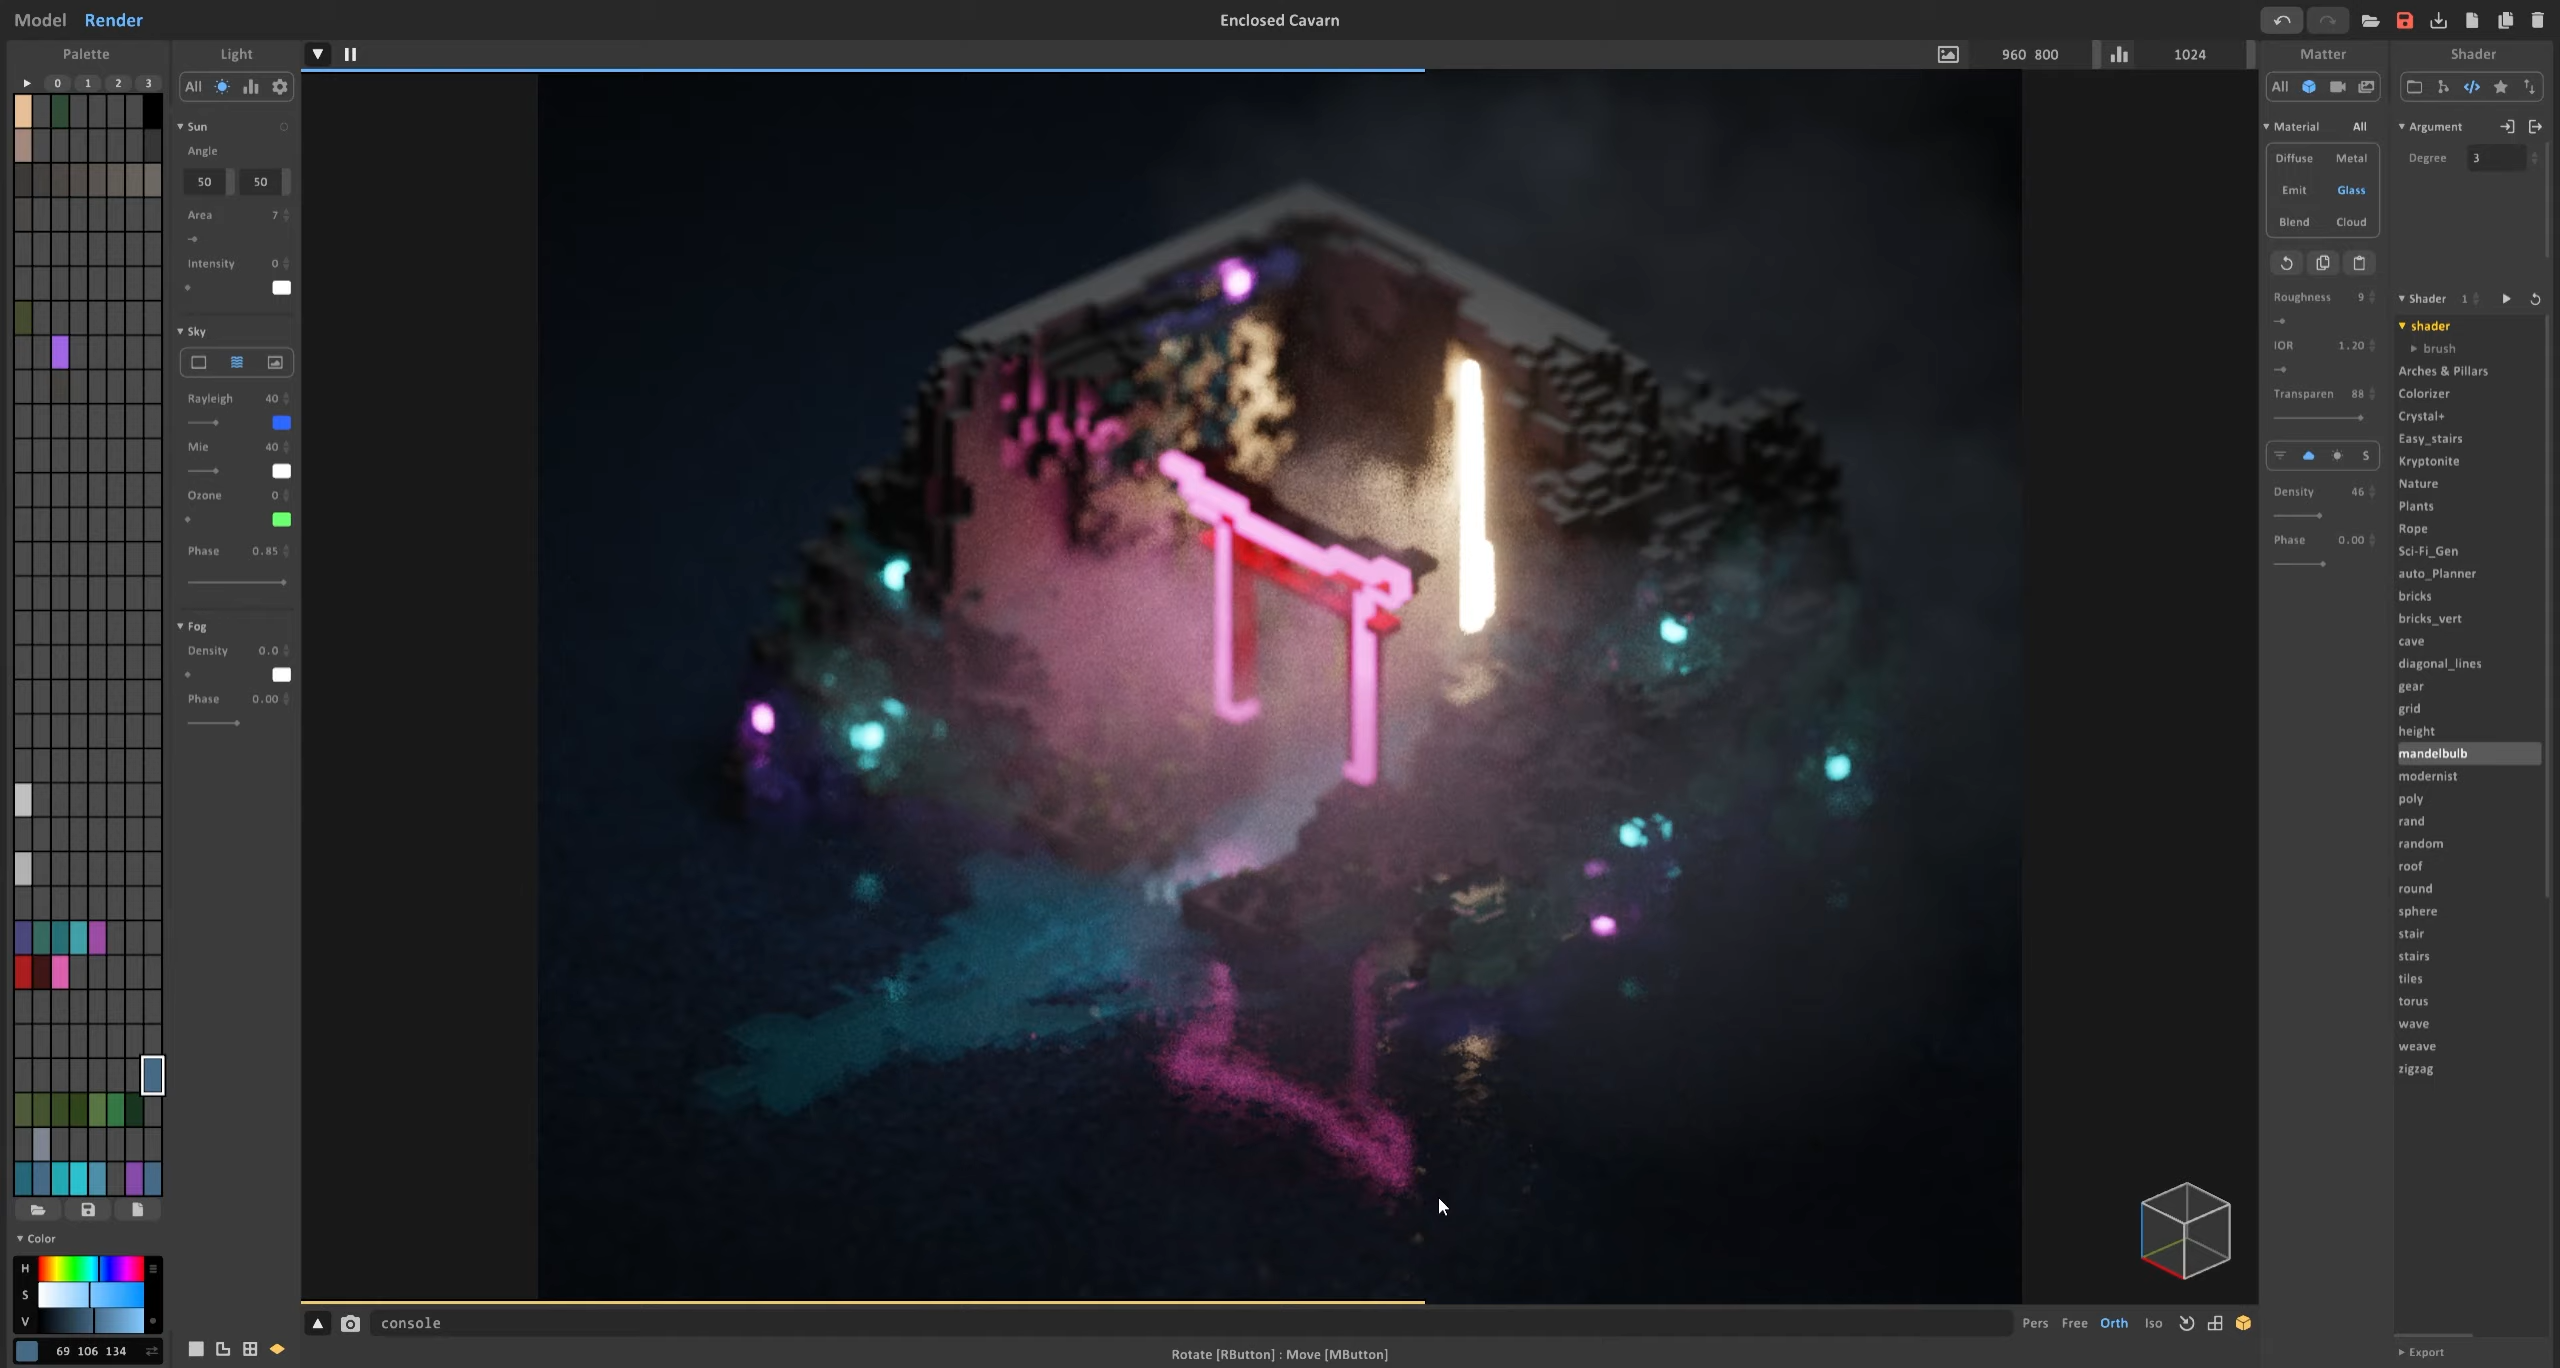 Model Render Enclosed Cavarn
Palette Light 960 800 1024 Matter Shader
0 1 2 3
All
All
Sun
Angle
50 50
Area 7
Intensity 0
Sky
Rayleigh 40
Mie 40
Ozone 0
Phase 0.85
Fog
Density 0.0
Phase 0.00
Material All
Diffuse Metal
Emit Glass
Blend Cloud
Roughness 9
IOR 1.20
Transparen 88
S
Density 46
Phase 0.00
Argument
Degree 3
Shader 1
shader
brush
Arches & Pillars
Colorizer
Crystal+
Easy_stairs
Kryptonite
Nature
Plants
Rope
Sci-Fi_Gen
auto_Planner
bricks
bricks_vert
cave
diagonal_lines
gear
grid
height
mandelbulb
modernist
poly
rand
random
roof
round
sphere
stair
stairs
tiles
torus
wave
weave
zigzag
Export
Color
H
S
V
69 106 134
console
Pers Free Orth Iso
Rotate [RButton] : Move [MButton]